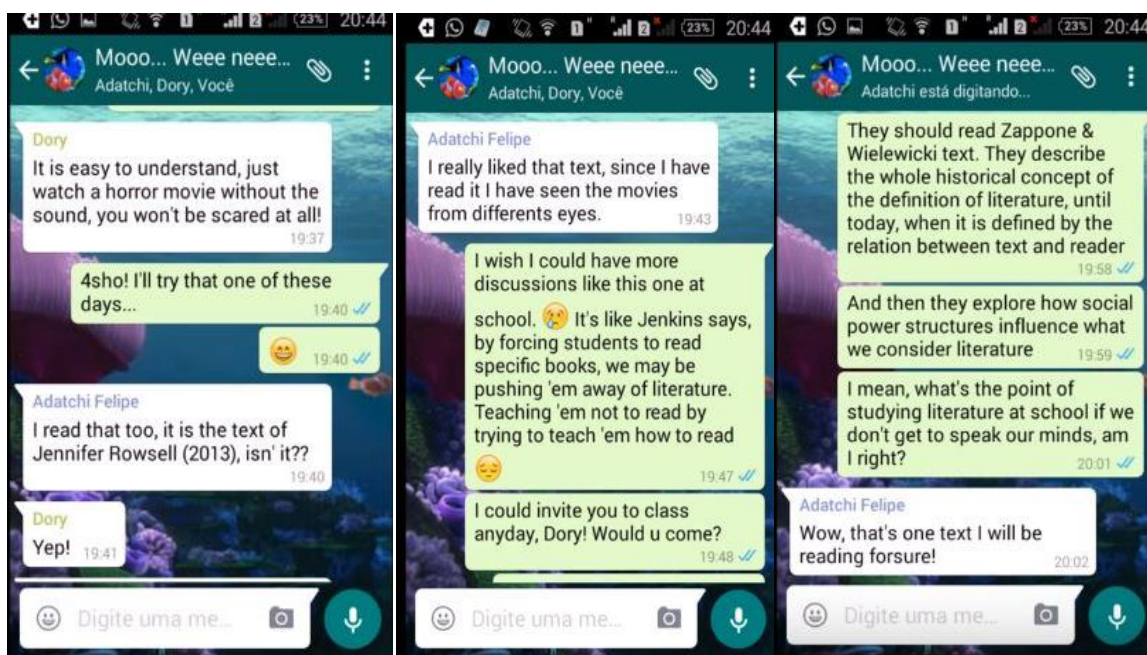 23% 20:44
Mooo... Weee neee...
Adatchi, Dory, Você
Dory
It is easy to understand, just
watch a horror movie without the
sound, you won't be scared at all!
19:37
4sho! I'll try that one of these
days...
19:40
19:40
Adatchi Felipe
I read that too, it is the text of
Jennifer Rowsell (2013), isn' it??
19:40
Dory
Yep! 19:41
Digite uma me...
23% 20:44
Mooo... Weee neee...
Adatchi, Dory, Você
Adatchi Felipe
I really liked that text, since I have
read it I have seen the movies
from differents eyes.
19:43
I wish I could have more
discussions like this one at
school. 😢 It's like Jenkins says,
by forcing students to read
specific books, we may be
pushing 'em away of literature.
Teaching 'em not to read by
trying to teach 'em how to read
😔
19:47
I could invite you to class
anyday, Dory! Would u come?
19:48
Digite uma me...
23% 20:44
Mooo... Weee neee...
Adatchi está digitando...
They should read Zappone &
Wielewicki text. They describe
the whole historical concept of
the definition of literature, until
today, when it is defined by the
relation between text and reader
19:58
And then they explore how social
power structures influence what
we consider literature
19:59
I mean, what's the point of
studying literature at school if we
don't get to speak our minds, am
I right?
20:01
Adatchi Felipe
Wow, that's one text I will be
reading forsure!
20:02
Digite uma me...